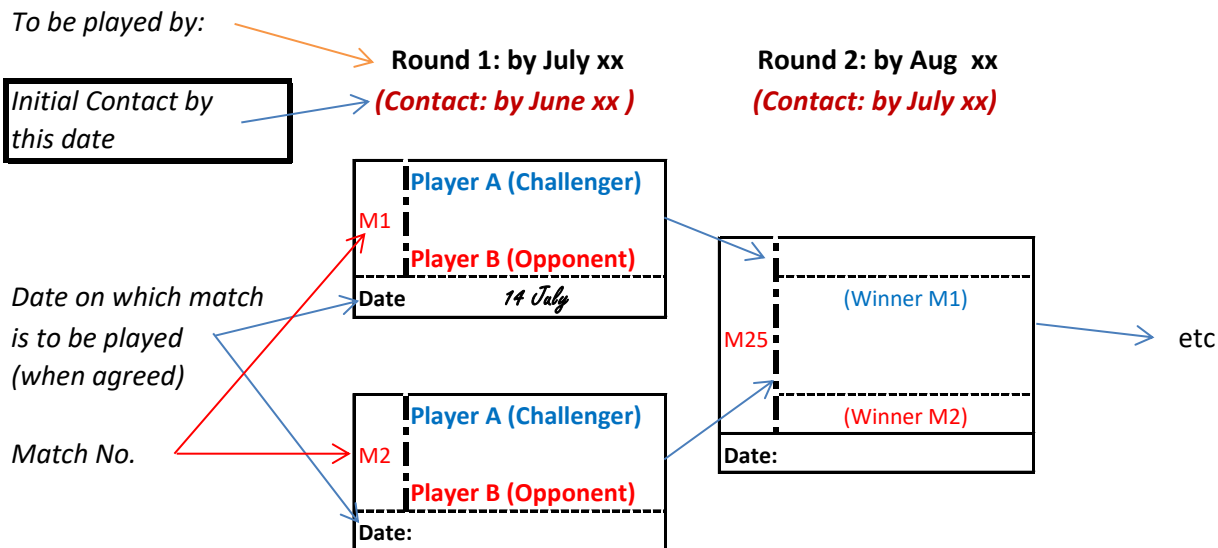 To be played by:
Round 1: by July xx
Round 2: by Aug xx
Initial Contact by
this date
(Contact: by June xx )
(Contact: by July xx)
Player A (Challenger)
M1
Player B (Opponent)
Date 14 July
Date on which match
is to be played
(when agreed)
(Winner M1)
M25
etc
(Winner M2)
Date:
Match No.
Player A (Challenger)
M2
Player B (Opponent)
Date: